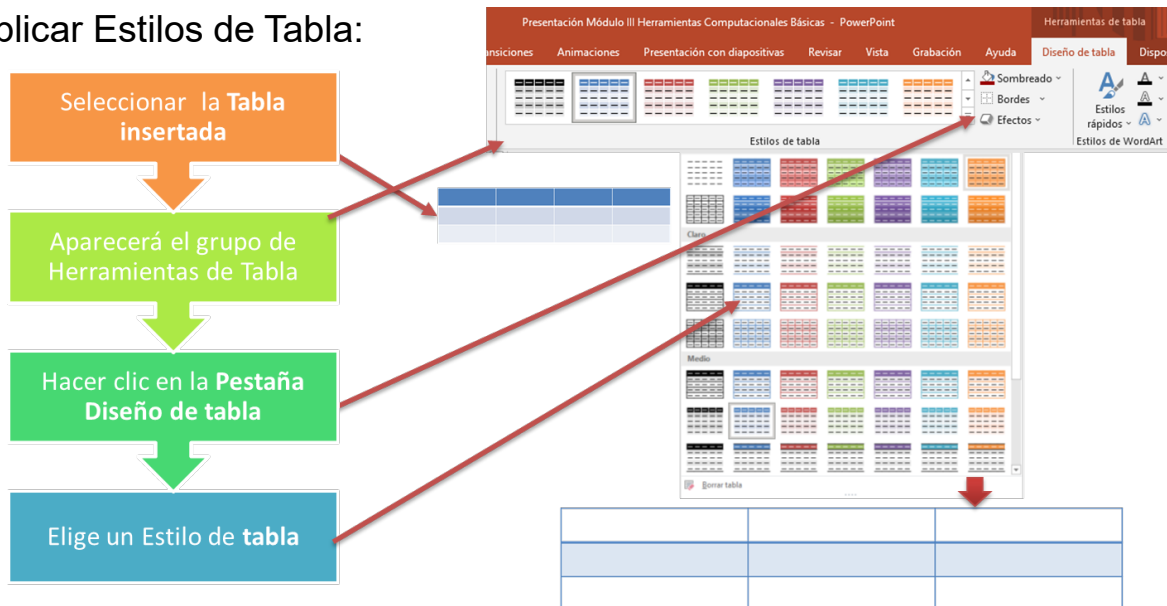 plicar Estilos de Tabla:
Seleccionar la Tabla
insertada
Aparecerá el grupo de
Herramientas de Tabla
Hacer clic en la Pestaña
Diseño de tabla
Elige un Estilo de tabla
Presentación Módulo III Herramientas Computacionales Básicas - PowerPoint
Herramientas de tabla
nsiciones Animaciones Presentación con diapositivas Revisar Vista Grabación Ayuda Diseño de tabla Dispo
Sombreado
Bordes
Efectos
Estilos de tabla
Estilos
rápidos
Estilos de WordArt
Claro
Medio
Borrar tabla